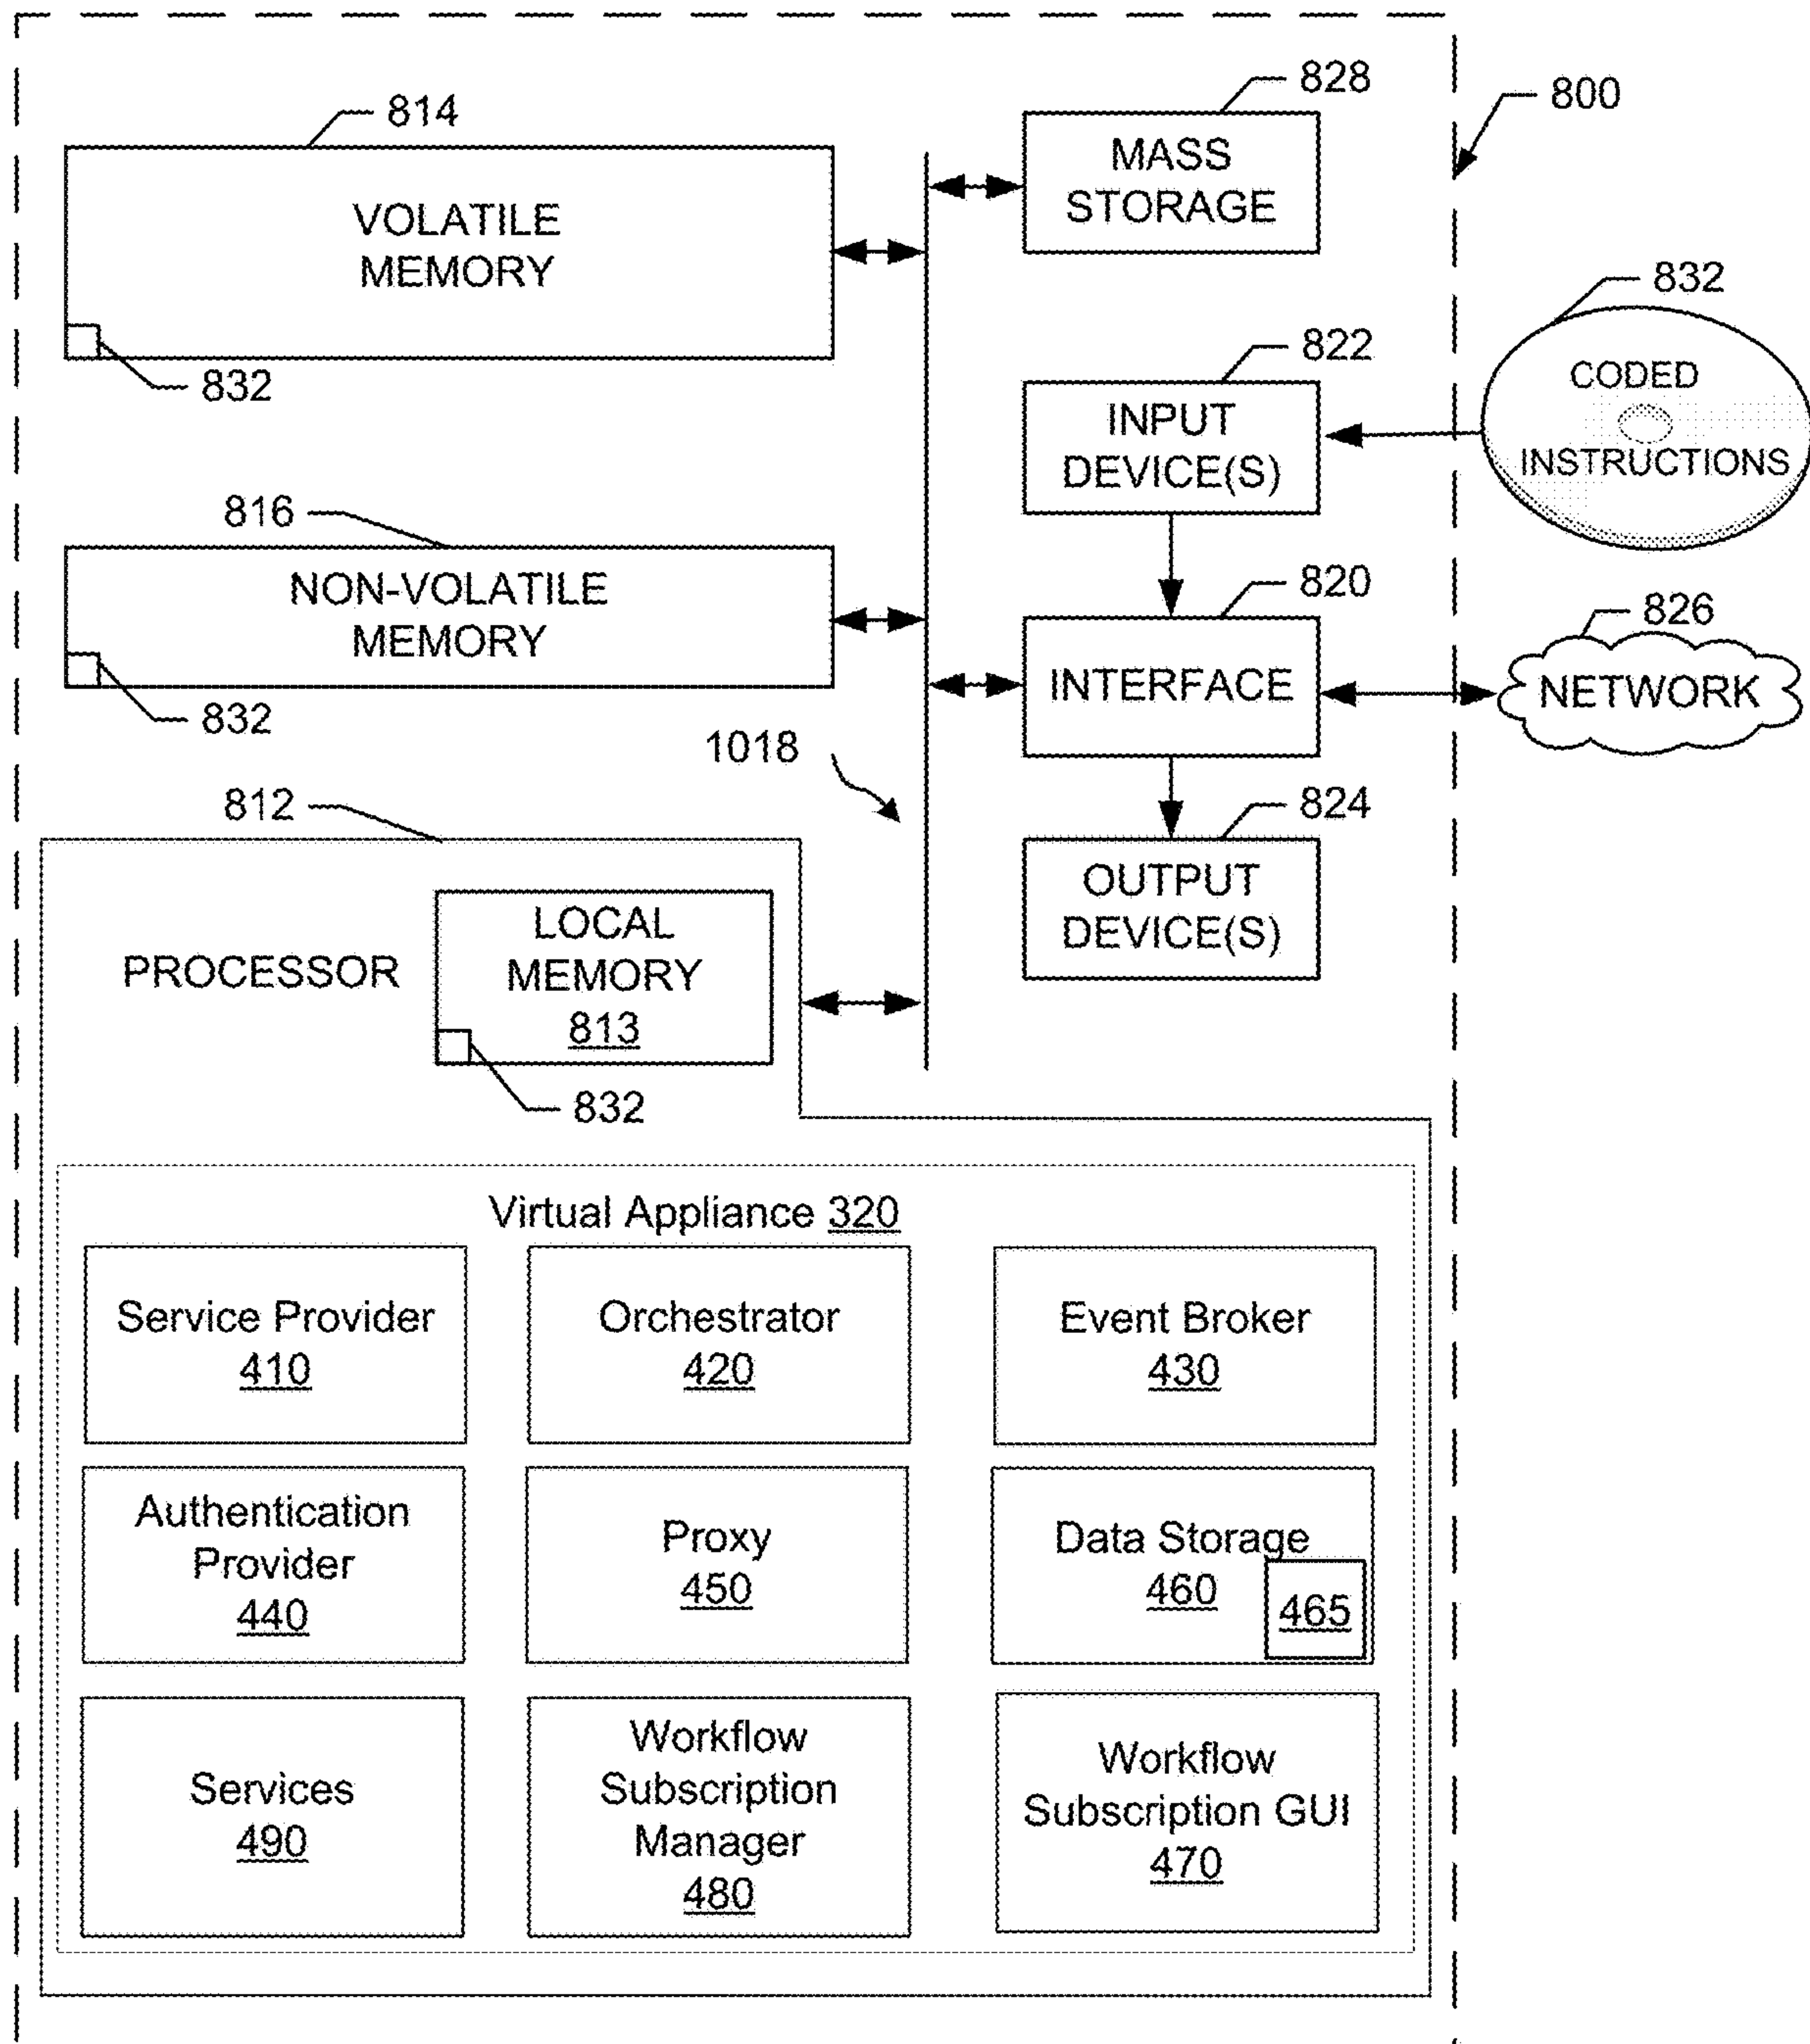 828
800
814
MASS
STORAGE
VOLATILE
MEMORY
832
832
822
CODED
INSTRUCTIONS
INPUT
DEVICE(S)
816
820
826
NON-VOLATILE
MEMORY
INTERFACE
NETWORK
832
1018
812
824
OUTPUT
DEVICE(S)
PROCESSOR
LOCAL
MEMORY
813
832
Virtual Appliance 320
Service Provider
410
Orchestrator
420
Event Broker
430
Authentication
Provider
440
Proxy
450
Data Storage
460
465
Services
490
Workflow
Subscription
Manager
480
Workflow
Subscription GUI
470